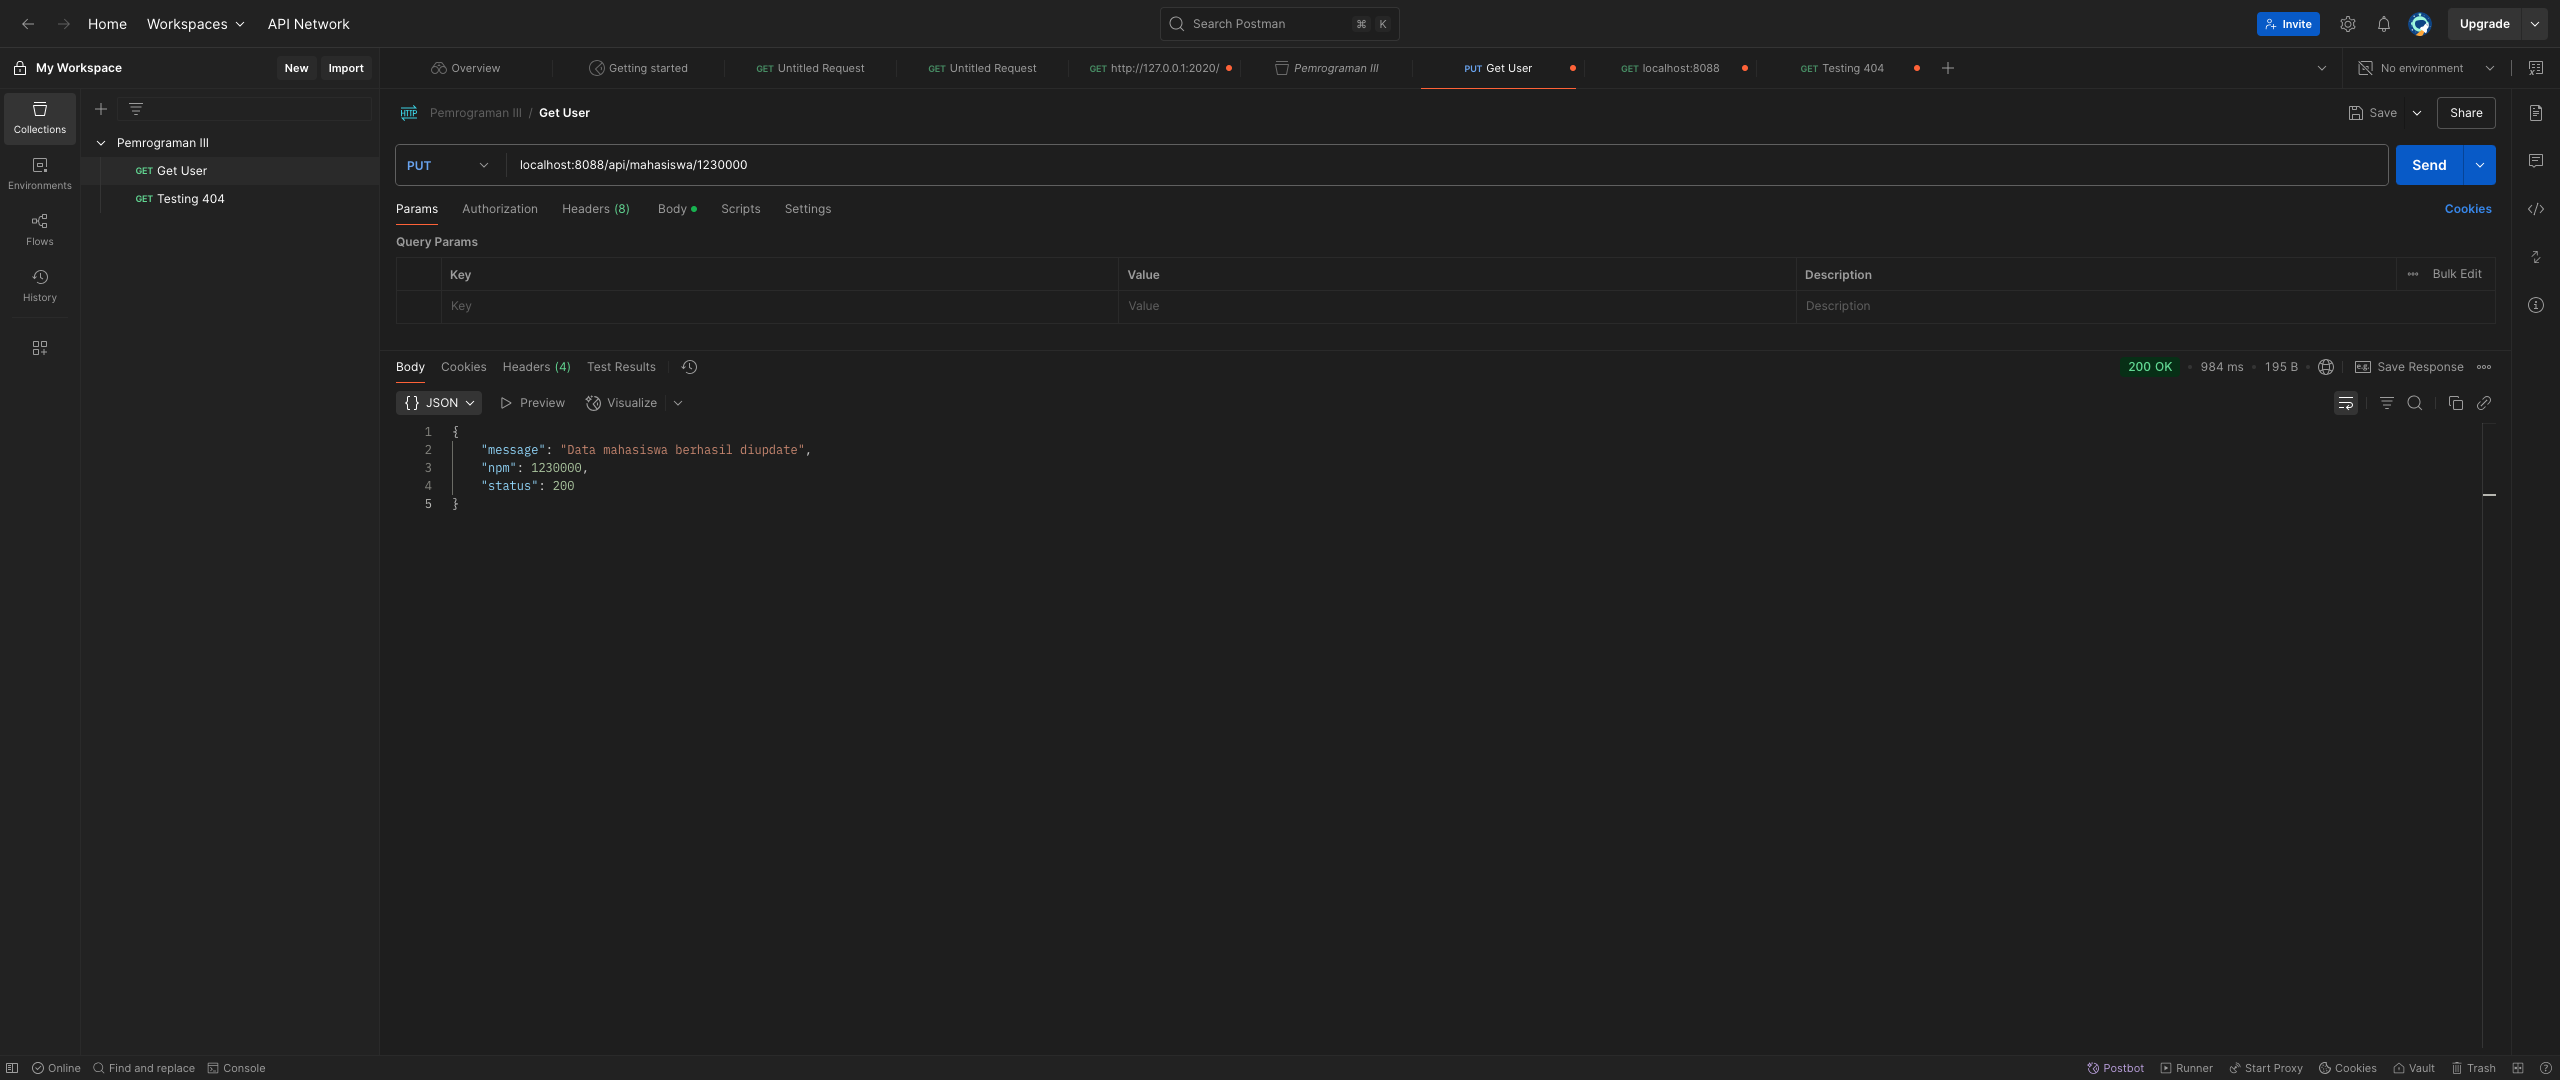 Home Workspaces API Network Search Postman ⌘ K Invite Upgrade
My Workspace New Import Overview Getting started GET Untitled Request GET Untitled Request GET http://127.0.0.1:2020/ Pemrograman III PUT Get User GET localhost:8088 GET Testing 404 No environment
Collections
Environments
Flows
History
Pemrograman III
GET Get User
GET Testing 404
HTTP Pemrograman III / Get User Save Share
PUT localhost:8088/api/mahasiswa/1230000 Send
Params Authorization Headers (8) Body Scripts Settings Cookies
Query Params
Key Value Description Bulk Edit
Key Value Description
Body Cookies Headers (4) Test Results 200 OK 984 ms 195 B e.g. Save Response
{} JSON Preview Visualize
1 {
2 "message": "Data mahasiswa berhasil diupdate",
3 "npm": 1230000,
4 "status": 200
5 }
Online Find and replace Console Postbot Runner Start Proxy Cookies Vault Trash